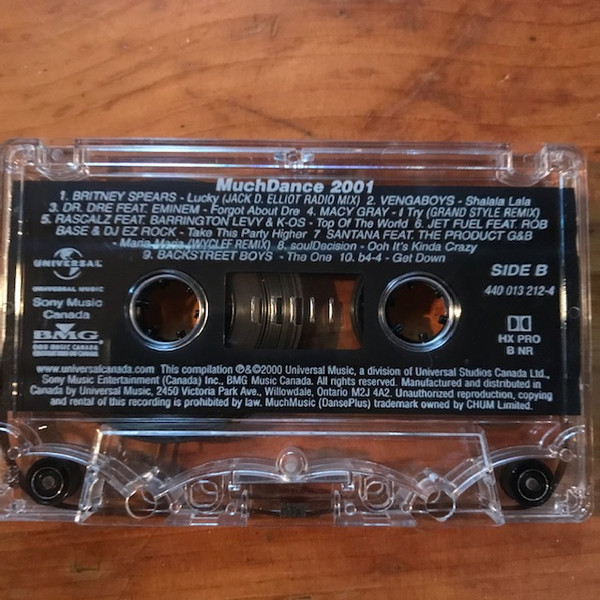 MuchDance 2001
1. BRITNEY SPEARS - Lucky (JACK D. ELLIOT RADIO MIX) 2. VENGABOYS - Shalala Lala
3. DR. DRE FEAT. EMINEM - Forgot About Dre 4. MACY GRAY - I Try (GRAND STYLE REMIX)
5. RASCALZ FEAT. BARRINGTON LEVY & K-OS - Top Of The World 6. JET FUEL FEAT. ROB
BASE & DJ EZ ROCK - Take This Party Higher 7 SANTANA FEAT. THE PRODUCT G&B
- Maria Maria (WYCLEF REMIX) 8. soulDecision - Ooh It's Kinda Crazy
9. BACKSTREET BOYS - The One 10. b4-4 - Get Down
UNIVERSAL
UNIVERSAL MUSIC
Sony Music
Canada
BMG
BMG MUSIC CANADA
SIDE B
440 013 212-4
HX PRO
B NR
www.universalcanada.com This compilation ℗&©2000 Universal Music, a division of Universal Studios Canada Ltd.,
Sony Music Entertainment (Canada) Inc., BMG Music Canada. All rights reserved. Manufactured and distributed in
Canada by Universal Music, 2450 Victoria Park Ave., Willowdale, Ontario M2J 4A2. Unauthorized reproduction, copying
and rental of this recording is prohibited by law. MuchMusic (DansePlus) trademark owned by CHUM Limited.